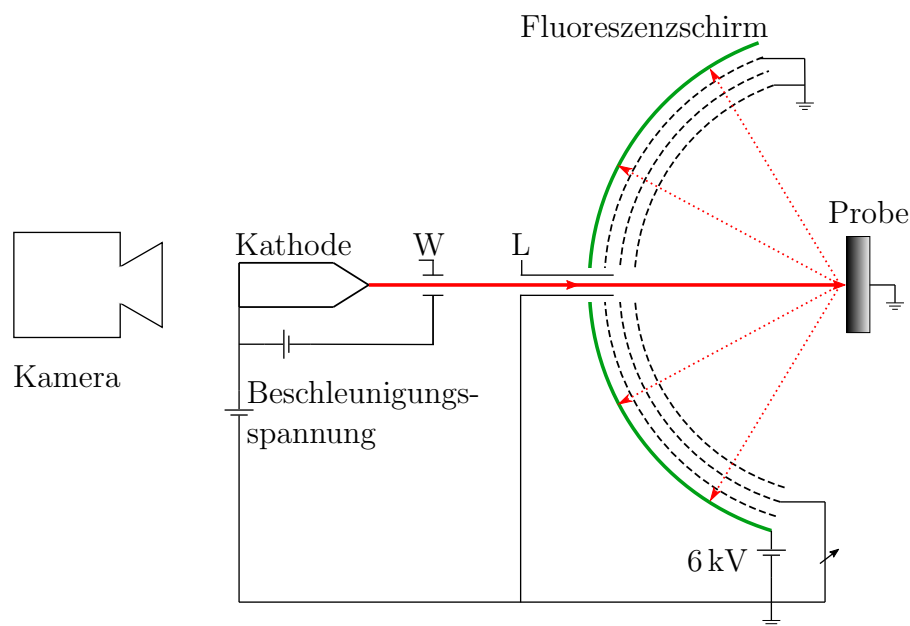 Fluoreszenzschirm
Probe
Kathode
W
L
Kamera
Beschleunigungs-
spannung
6 kV